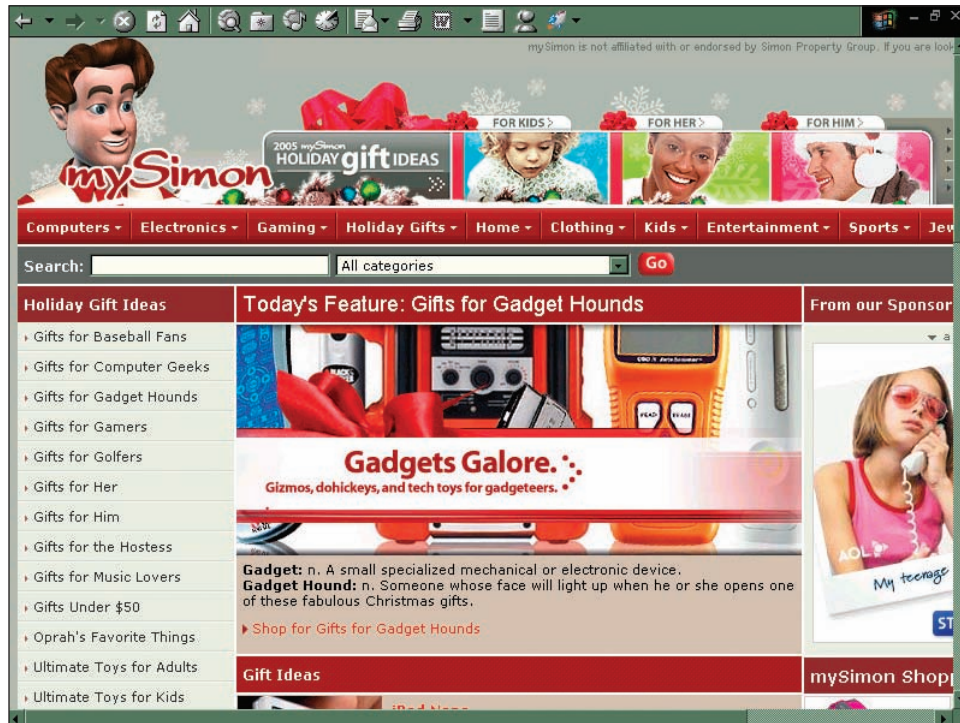 mySimon is not affiliated with or endorsed by Simon Property Group. If you are
mySimon
2005 mySimon
HOLIDAY gift IDEAS
FOR KIDS
FOR HER
FOR HIM
Computers
Electronics
Gaming
Holiday Gifts
Home
Clothing
Kids
Entertainment
Sports
Search:
All categories
Go
Holiday Gift Ideas
Gifts for Baseball Fans
Gifts for Computer Geeks
Gifts for Gadget Hounds
Gifts for Gamers
Gifts for Golfers
Gifts for Her
Gifts for Him
Gifts for the Hostess
Gifts for Music Lovers
Gifts Under $50
Oprah's Favorite Things
Ultimate Toys for Adults
Ultimate Toys for Kids
Today's Feature: Gifts for Gadget Hounds
READ
ERASE
Gadgets Galore.
Gizmos, dohickeys, and tech toys for gadgeteers.
Gadget: n. A small specialized mechanical or electronic device.
Gadget Hound: n. Someone whose face will light up when he or she opens one
of these fabulous Christmas gifts.
Shop for Gifts for Gadget Hounds
Gift Ideas
From our Sponsor
AOL
My teenage
mySimon Shopp